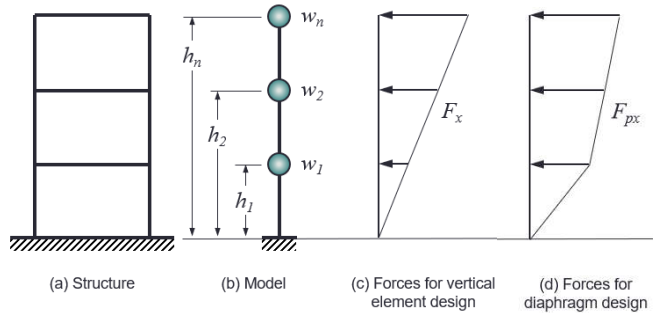 w_n
h_n
w_2
h_2
F_x
F_px
w_1
h_1
(a) Structure
(b) Model
(c) Forces for vertical
element design
(d) Forces for
diaphragm design